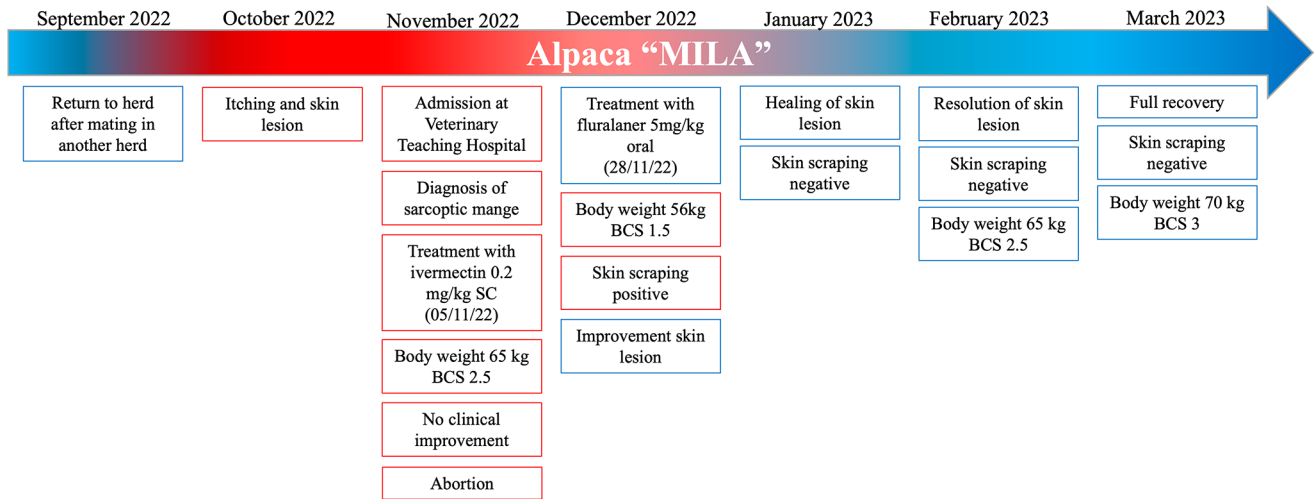 September 2022
October 2022
November 2022
December 2022
January 2023
February 2023
March 2023
Alpaca “MILA”
Return to herd
after mating in
another herd
Itching and skin
lesion
Admission at
Veterinary
Teaching Hospital
Diagnosis of
sarcoptic mange
Treatment with
ivermectin 0.2
mg/kg SC
(05/11/22)
Body weight 65 kg
BCS 2.5
No clinical
improvement
Abortion
Treatment with
fluralaner 5mg/kg
oral
(28/11/22)
Body weight 56kg
BCS 1.5
Skin scraping
positive
Improvement skin
lesion
Healing of skin
lesion
Skin scraping
negative
Resolution of skin
lesion
Skin scraping
negative
Body weight 65 kg
BCS 2.5
Full recovery
Skin scraping
negative
Body weight 70 kg
BCS 3